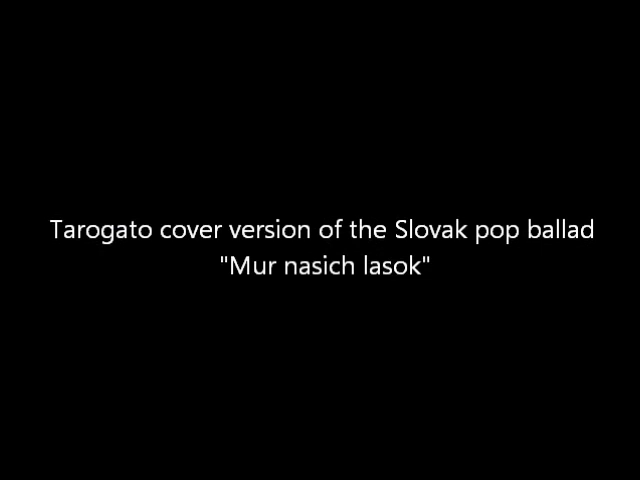 Tarogato cover version of the Slovak pop ballad
"Mur nasich lasok"